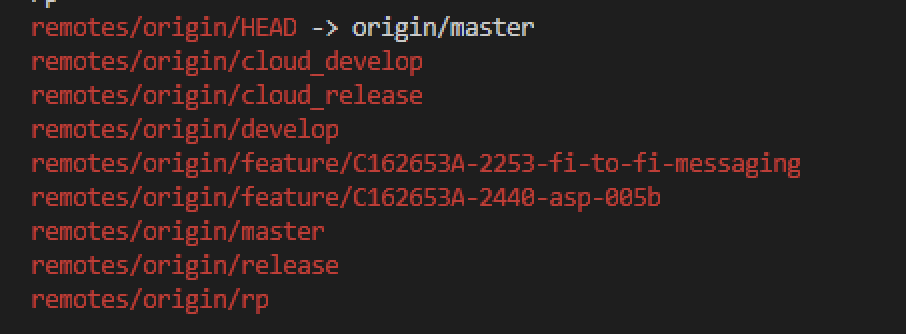 rp
remotes/origin/HEAD -> origin/master
remotes/origin/cloud_develop
remotes/origin/cloud_release
remotes/origin/develop
remotes/origin/feature/C162653A-2253-fi-to-fi-messaging
remotes/origin/feature/C162653A-2440-asp-005b
remotes/origin/master
remotes/origin/release
remotes/origin/rp